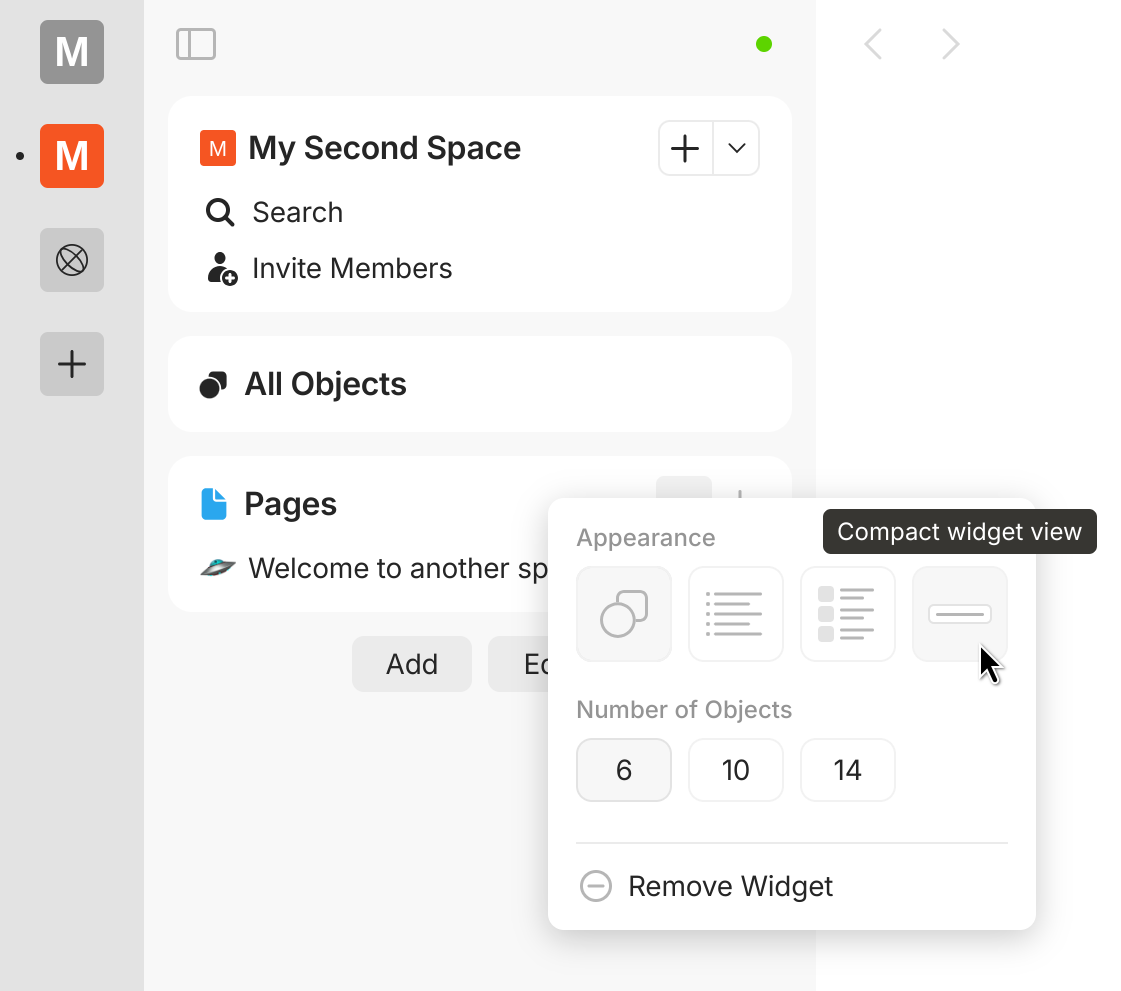 M
M
M My Second Space
Search
Invite Members
All Objects
Pages
Welcome to another sp
Add
Appearance
Compact widget view
Number of Objects
6 10 14
Remove Widget